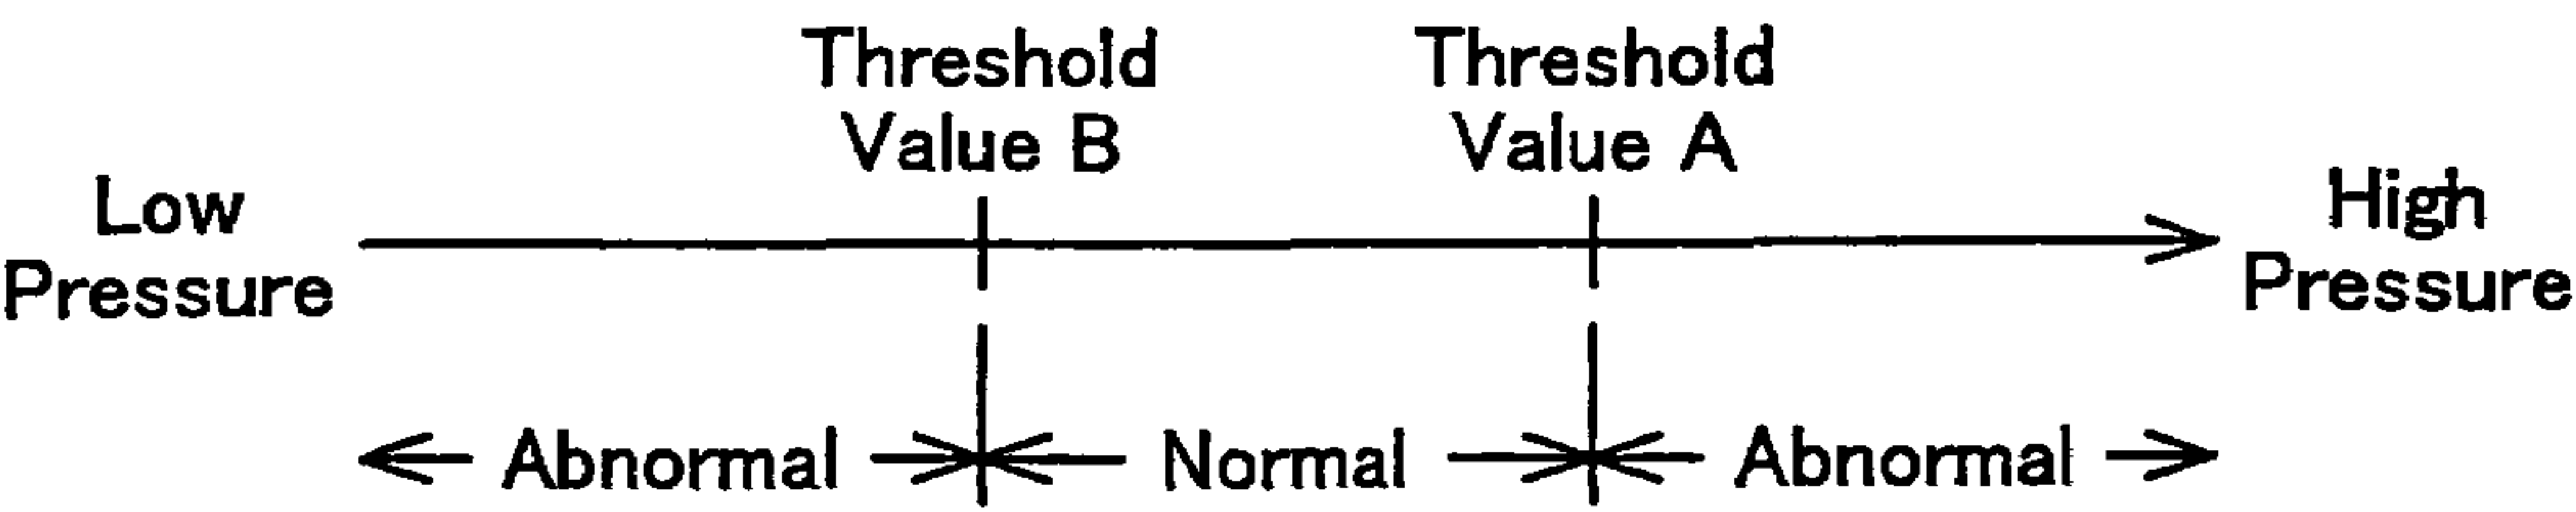 Threshold
Value B
Threshold
Value A
Low
Pressure
High
Pressure
Abnormal
Normal
Abnormal